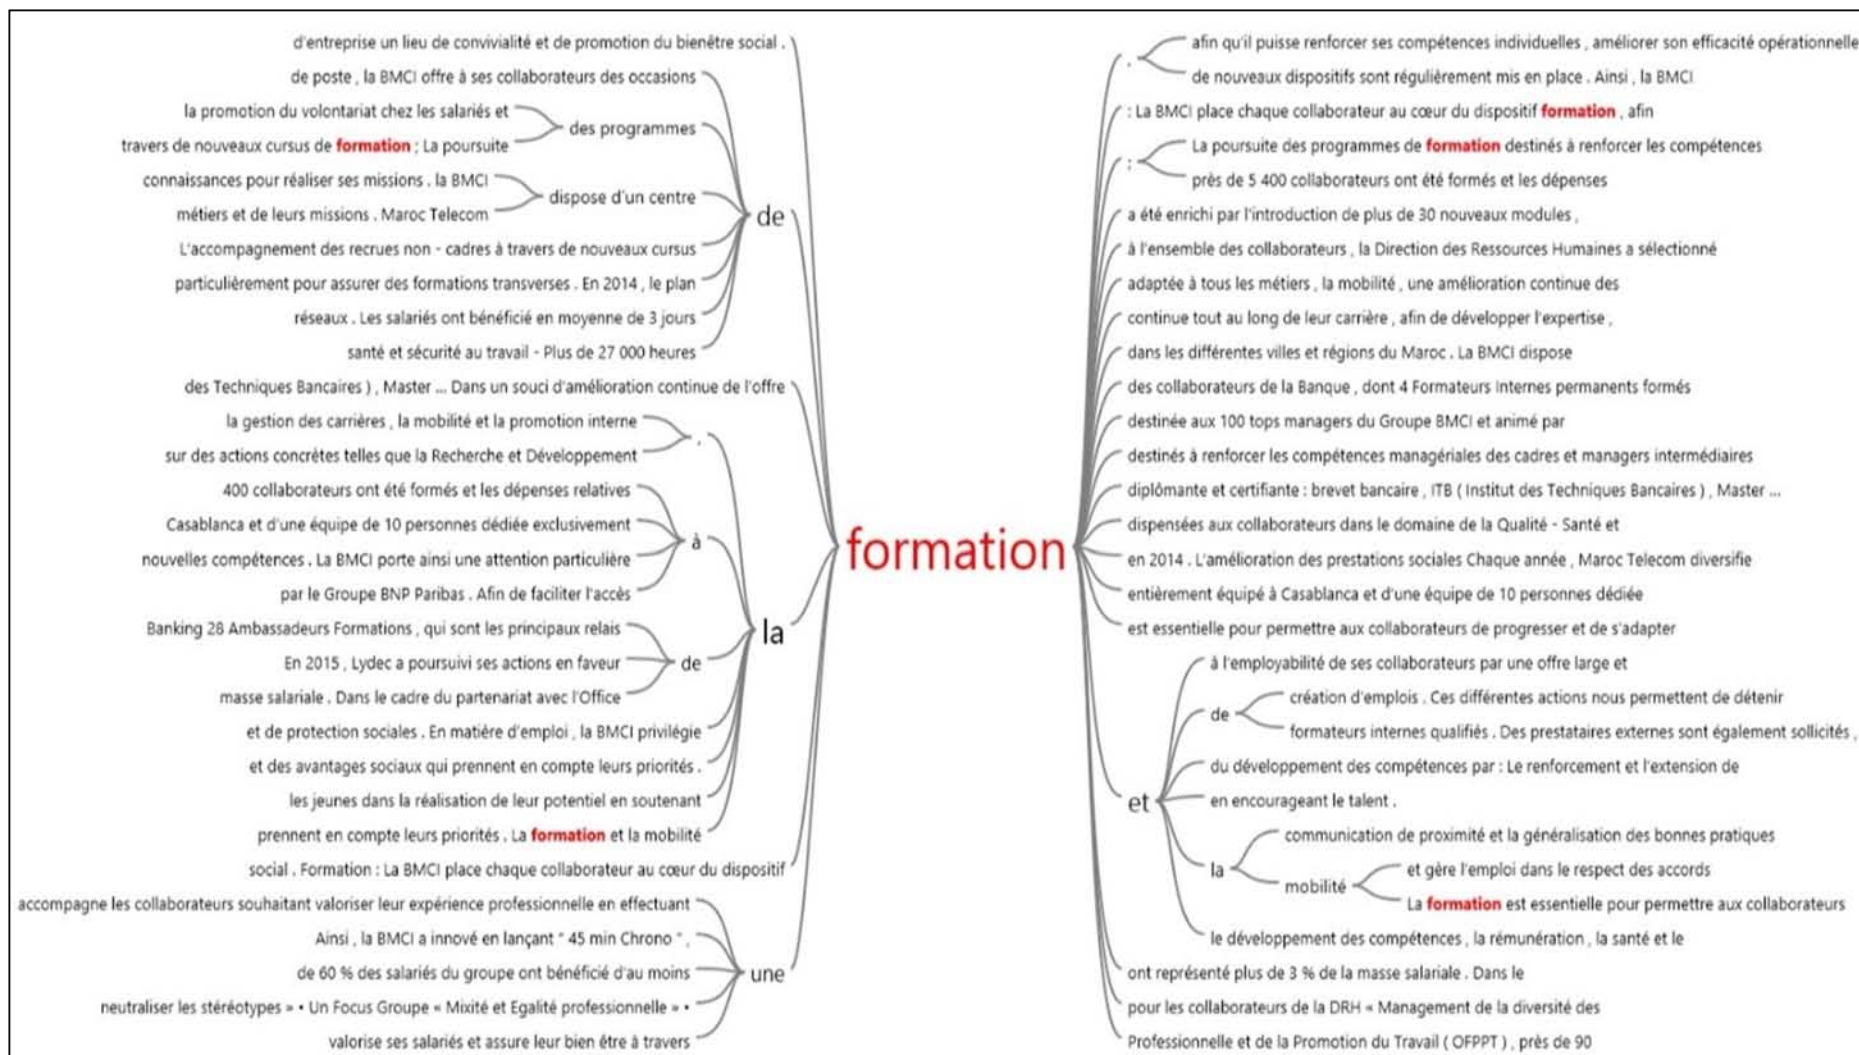 d'entreprise un lieu de convivialité et de promotion du bienêtre social .
de poste , la BMCI offre à ses collaborateurs des occasions
la promotion du volontariat chez les salariés et
des programmes
travers de nouveaux cursus de formation ; La poursuite
connaissances pour réaliser ses missions . la BMCI
dispose d'un centre
métiers et de leurs missions . Maroc Telecom
de
L'accompagnement des recrues non - cadres à travers de nouveaux cursus
particulièrement pour assurer des formations transverses . En 2014 , le plan
réseaux . Les salariés ont bénéficié en moyenne de 3 jours
santé et sécurité au travail - Plus de 27 000 heures
des Techniques Bancaires ) , Master ... Dans un souci d'amélioration continue de l'offre
la gestion des carrières , la mobilité et la promotion interne
,
sur des actions concrètes telles que la Recherche et Développement
400 collaborateurs ont été formés et les dépenses relatives
Casablanca et d'une équipe de 10 personnes dédiée exclusivement
à
nouvelles compétences . La BMCI porte ainsi une attention particulière
par le Groupe BNP Paribas . Afin de faciliter l'accès
Banking 28 Ambassadeurs Formations , qui sont les principaux relais
la
En 2015 , Lydec a poursuivi ses actions en faveur
de
masse salariale . Dans le cadre du partenariat avec l'Office
et de protection sociales . En matière d'emploi , la BMCI privilégie
et des avantages sociaux qui prennent en compte leurs priorités .
les jeunes dans la réalisation de leur potentiel en soutenant
prennent en compte leurs priorités . La formation et la mobilité
social . Formation : La BMCI place chaque collaborateur au cœur du dispositif
accompagne les collaborateurs souhaitant valoriser leur expérience professionnelle en effectuant
Ainsi , la BMCI a innové en lançant " 45 min Chrono " ,
de 60 % des salariés du groupe ont bénéficié d'au moins
une
neutraliser les stéréotypes » • Un Focus Groupe « Mixité et Egalité professionnelle » •
valorise ses salariés et assure leur bien être à travers
formation
afin qu'il puisse renforcer ses compétences individuelles , améliorer son efficacité opérationnelle
,
de nouveaux dispositifs sont régulièrement mis en place . Ainsi , la BMCI
: La BMCI place chaque collaborateur au cœur du dispositif formation , afin
La poursuite des programmes de formation destinés à renforcer les compétences
:
près de 5 400 collaborateurs ont été formés et les dépenses
a été enrichi par l'introduction de plus de 30 nouveaux modules ,
à l'ensemble des collaborateurs , la Direction des Ressources Humaines a sélectionné
adaptée à tous les métiers , la mobilité , une amélioration continue des
continue tout au long de leur carrière , afin de développer l'expertise ,
dans les différentes villes et régions du Maroc . La BMCI dispose
des collaborateurs de la Banque , dont 4 Formateurs Internes permanents formés
destinée aux 100 tops managers du Groupe BMCI et animé par
destinés à renforcer les compétences managériales des cadres et managers intermédiaires
diplômante et certifiante : brevet bancaire , ITB ( Institut des Techniques Bancaires ) , Master ...
dispensées aux collaborateurs dans le domaine de la Qualité - Santé et
en 2014 . L'amélioration des prestations sociales Chaque année , Maroc Telecom diversifie
entièrement équipé à Casablanca et d'une équipe de 10 personnes dédiée
est essentielle pour permettre aux collaborateurs de progresser et de s'adapter
à l'employabilité de ses collaborateurs par une offre large et
création d'emplois . Ces différentes actions nous permettent de détenir
de
formateurs internes qualifiés . Des prestataires externes sont également sollicités ,
du développement des compétences par : Le renforcement et l'extension de
et
en encourageant le talent .
communication de proximité et la généralisation des bonnes pratiques
la
et gère l'emploi dans le respect des accords
mobilité
La formation est essentielle pour permettre aux collaborateurs
le développement des compétences , la rémunération , la santé et le
ont représenté plus de 3 % de la masse salariale . Dans le
pour les collaborateurs de la DRH « Management de la diversité des
Professionnelle et de la Promotion du Travail ( OFPPT ) , près de 90